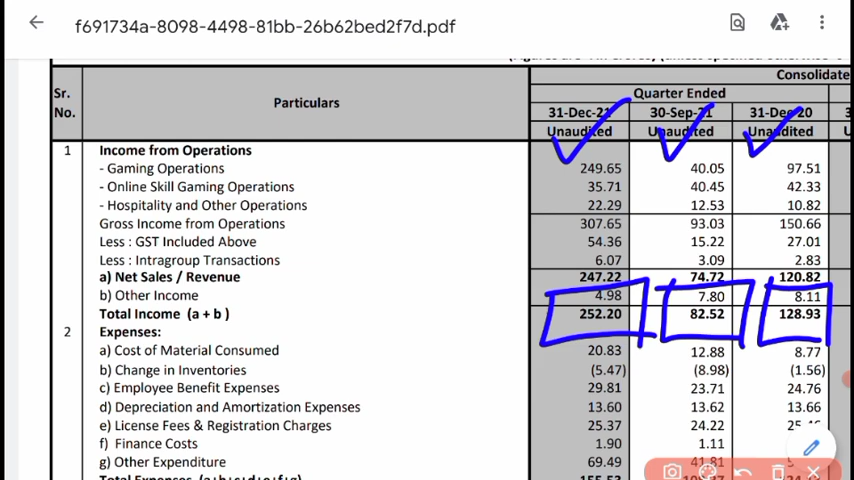 f691734a-8098-4498-81bb-26b62bed2f7d.pdf
Consolidate
Sr. No. Particulars Quarter Ended
31-Dec-21 30-Sep-21 31-Dec-20
Unaudited Unaudited Unaudited
1 Income from Operations
- Gaming Operations 249.65 40.05 97.51
- Online Skill Gaming Operations 35.71 40.45 42.33
- Hospitality and Other Operations 22.29 12.53 10.82
Gross Income from Operations 307.65 93.03 150.66
Less : GST Included Above 54.36 15.22 27.01
Less : Intragroup Transactions 6.07 3.09 2.83
a) Net Sales / Revenue 247.22 74.72 120.82
b) Other Income 4.98 7.80 8.11
Total Income (a + b) 252.20 82.52 128.93
2 Expenses:
a) Cost of Material Consumed 20.83 12.88 8.77
b) Change in Inventories (5.47) (8.98) (1.56)
c) Employee Benefit Expenses 29.81 23.71 24.76
d) Depreciation and Amortization Expenses 13.60 13.62 13.66
e) License Fees & Registration Charges 25.37 24.22
f) Finance Costs 1.90 1.11
g) Other Expenditure 69.49 41.81